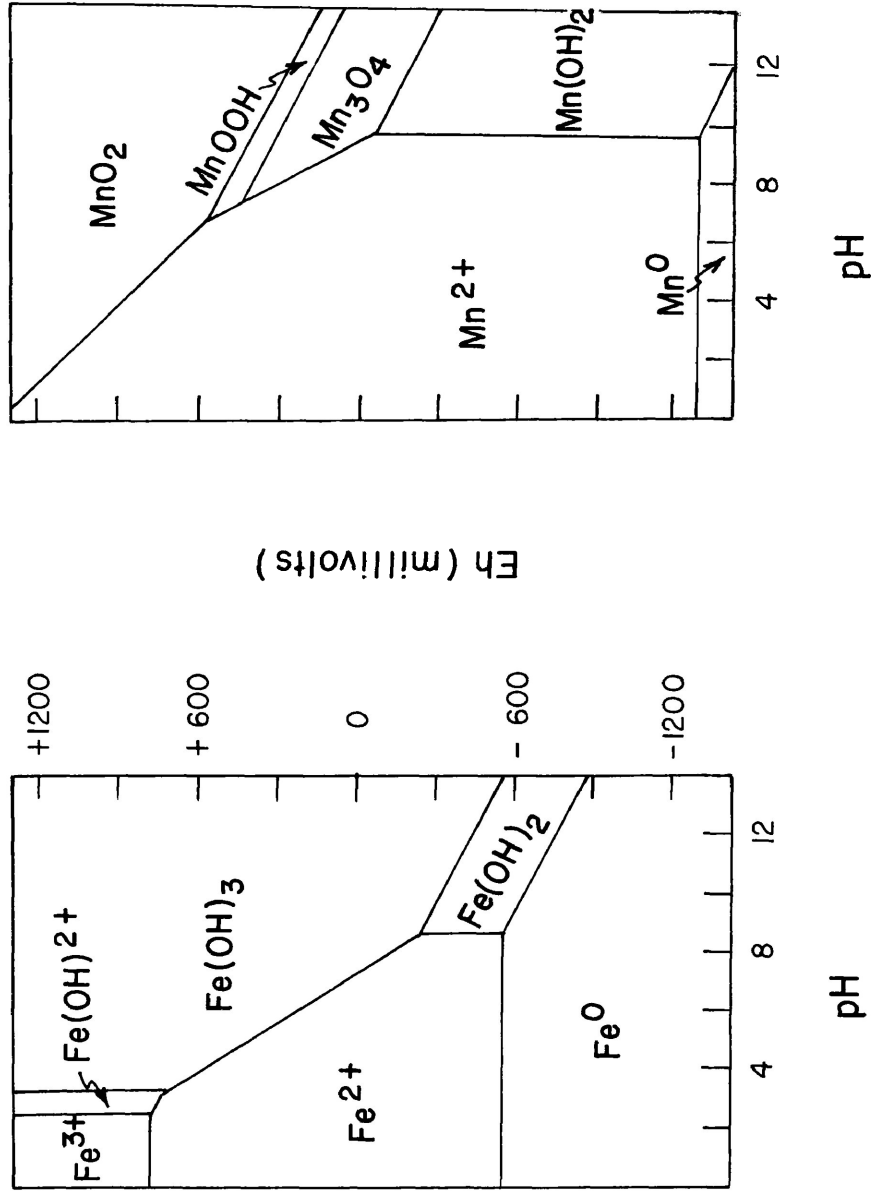 Fe3+
Fe(OH)2+
Fe(OH)3
Fe2+
Fe(OH)2
Fe0
4
8
12
pH
+1200
+600
0
-600
-1200
Eh (millivolts)
MnO2
MnOOH
Mn3O4
Mn2+
Mn(OH)2
Mn0
4
8
12
pH